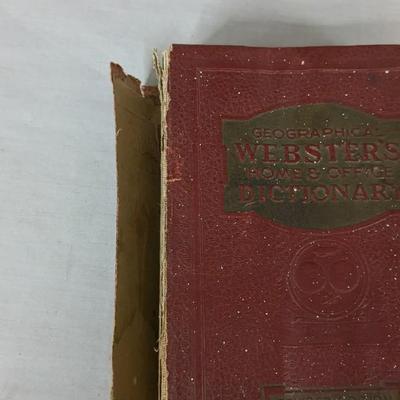 GEOGRAPHICAL
WEBSTER'S
HOME & OFFICE
DICTIONARY